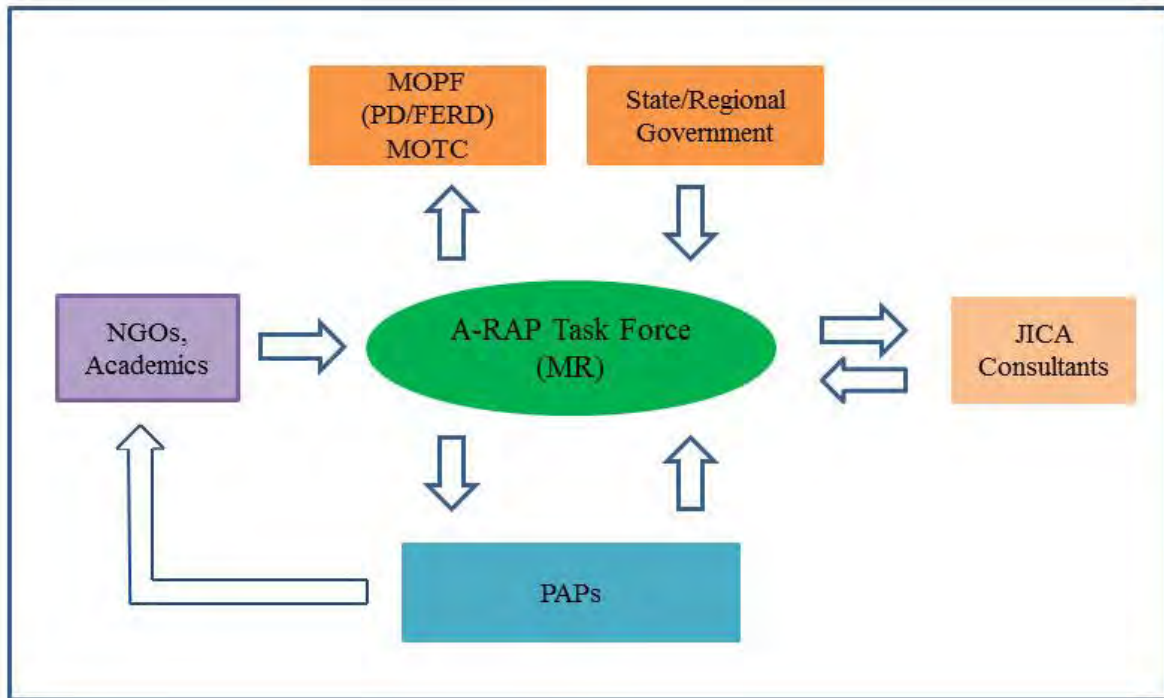 MOPF
(PD/FERD)
MOTC
State/Regional
Government
NGOs,
Academics
A-RAP Task Force
(MR)
JICA
Consultants
PAPs